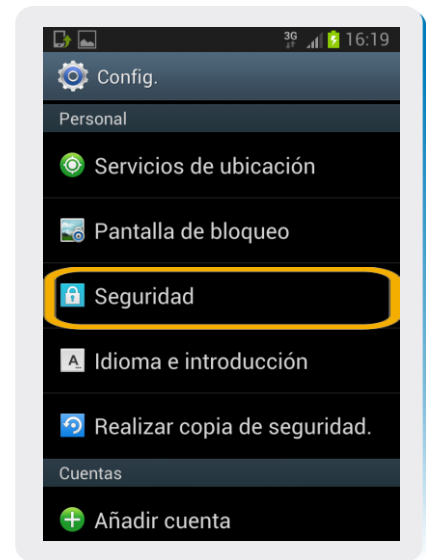 3G 16:19
Config.
Personal
Servicios de ubicación
Pantalla de bloqueo
Seguridad
A Idioma e introducción
Realizar copia de seguridad.
Cuentas
Añadir cuenta